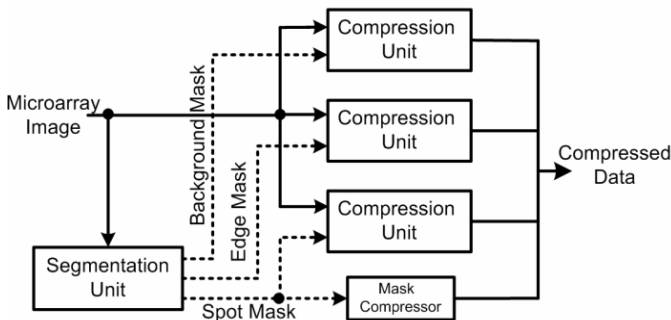 Compression
Unit
Microarray
Image
Background Mask
Compression
Unit
Edge Mask
Compressed
Data
Compression
Unit
Segmentation
Unit
Spot Mask
Mask
Compressor